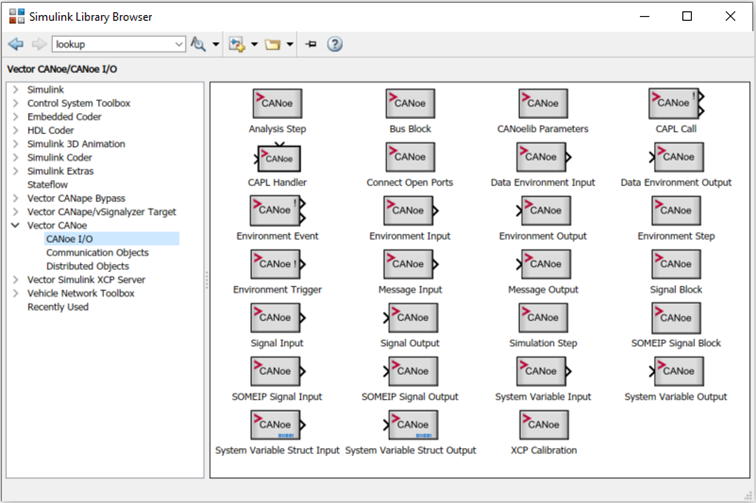 Simulink Library Browser
lookup
Vector CANoe/CANoe I/O
Simulink
Control System Toolbox
Embedded Coder
HDL Coder
Simulink 3D Animation
Simulink Coder
Simulink Extras
Stateflow
Vector CANape Bypass
Vector CANape/vSignalyzer Target
Vector CANoe
CANoe I/O
Communication Objects
Distributed Objects
Vector Simulink XCP Server
Vehicle Network Toolbox
Recently Used
CANoe CANoe CANoe CANoe !
Analysis Step Bus Block CANoelib Parameters CAPL Call
CANoe CANoe CANoe CANoe
CAPL Handler Connect Open Ports Data Environment Input Data Environment Output
CANoe ! CANoe CANoe CANoe
Environment Event Environment Input Environment Output Environment Step
CANoe ! CANoe CANoe CANoe
Environment Trigger Message Input Message Output Signal Block
CANoe CANoe CANoe CANoe
Signal Input Signal Output Simulation Step SOMEIP Signal Block
CANoe CANoe CANoe CANoe
SOMEIP Signal Input SOMEIP Signal Output System Variable Input System Variable Output
CANoe CANoe CANoe
System Variable Struct Input System Variable Struct Output XCP Calibration